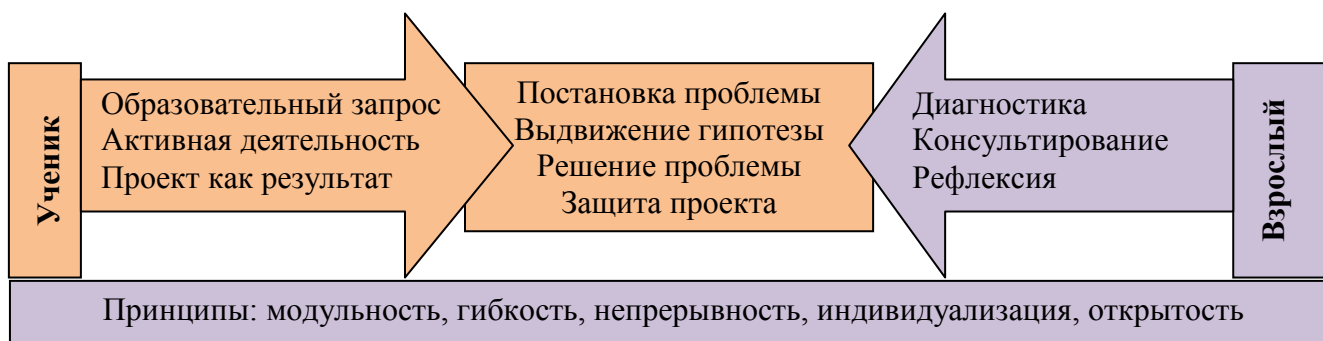 Ученик
Образовательный запрос
Активная деятельность
Проект как результат
Постановка проблемы
Выдвижение гипотезы
Решение проблемы
Защита проекта
Диагностика
Консультирование
Рефлексия
Взрослый
Принципы: модульность, гибкость, непрерывность, индивидуализация, открытость